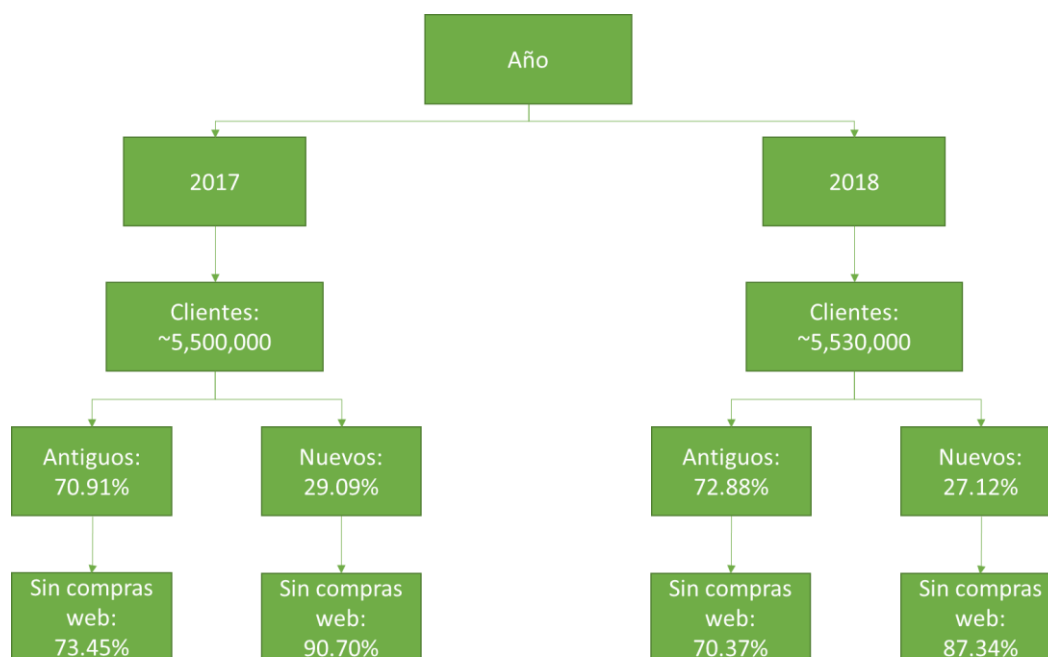 Año
2017
2018
Clientes:
~5,500,000
Clientes:
~5,530,000
Antiguos:
70.91%
Nuevos:
29.09%
Antiguos:
72.88%
Nuevos:
27.12%
Sin compras
web:
73.45%
Sin compras
web:
90.70%
Sin compras
web:
70.37%
Sin compras
web:
87.34%